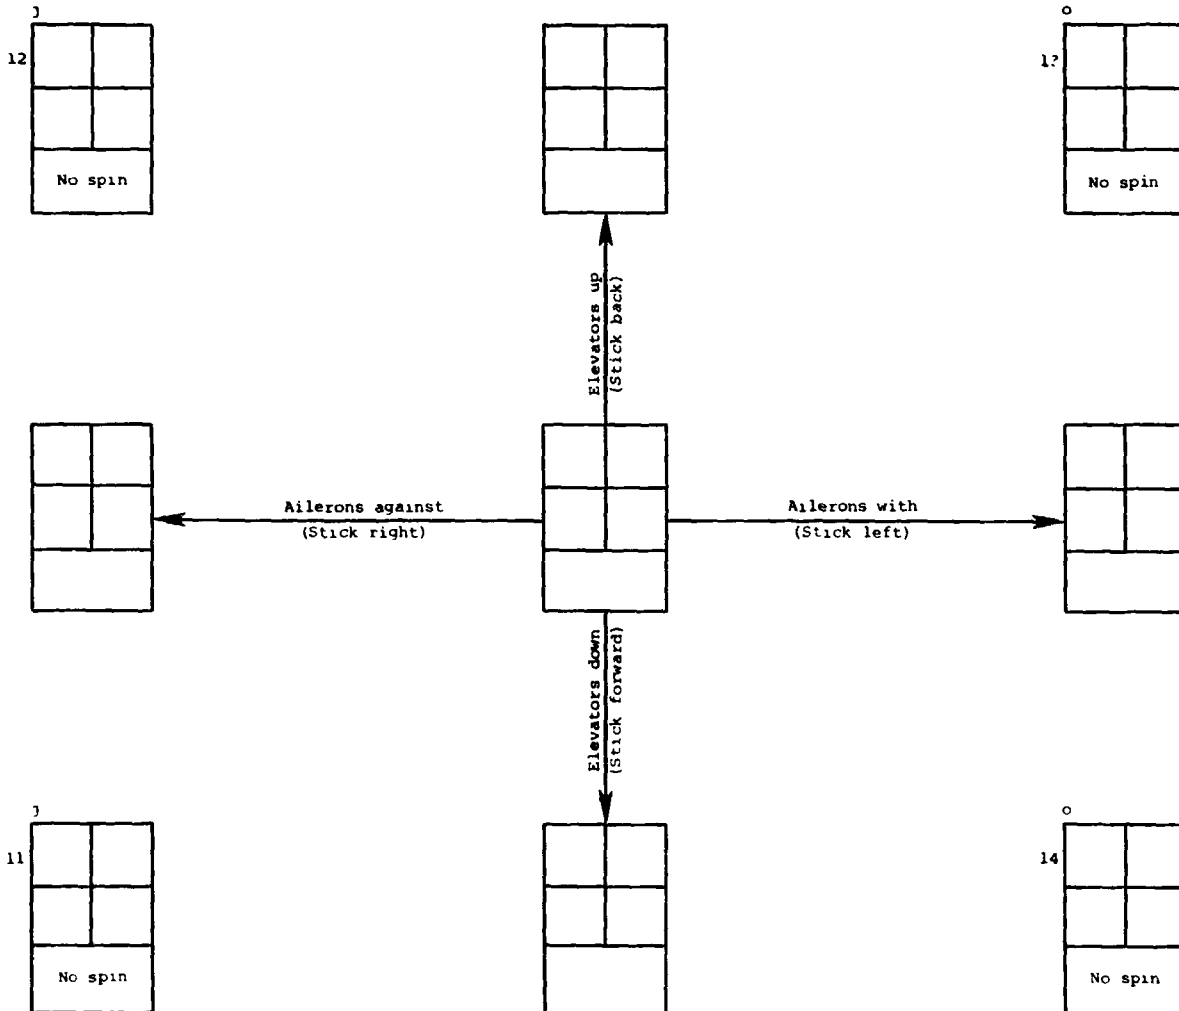 12
No spin
No spin
Elevators up
(Stick back)
Ailerons against
(Stick right)
Ailerons with
(Stick left)
Elevators down
(Stick forward)
11
No spin
o
14
No spin